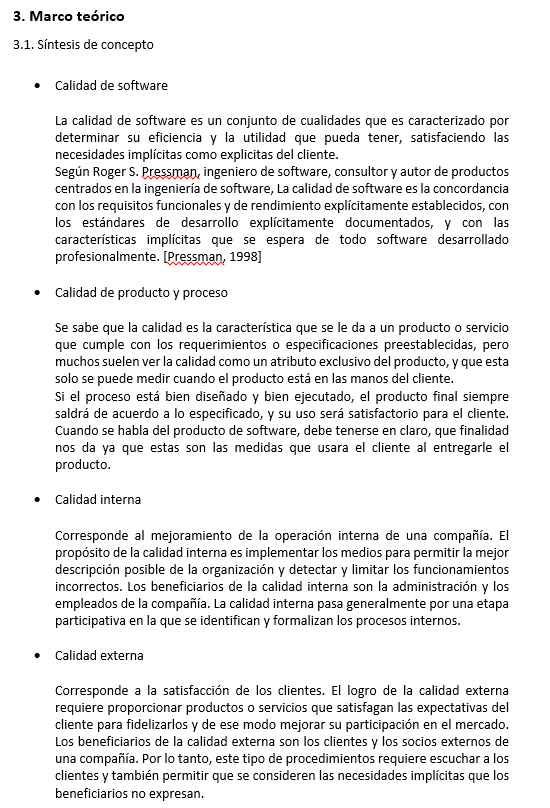 3. Marco teórico
3.1. Síntesis de concepto
• Calidad de software
La calidad de software es un conjunto de cualidades que es caracterizado por
determinar su eficiencia y la utilidad que pueda tener, satisfaciendo las
necesidades implícitas como explicitas del cliente.
Según Roger S. Pressman, ingeniero de software, consultor y autor de productos
centrados en la ingeniería de software, La calidad de software es la concordancia
con los requisitos funcionales y de rendimiento explícitamente establecidos, con
los estándares de desarrollo explícitamente documentados, y con las
características implícitas que se espera de todo software desarrollado
profesionalmente. [Pressman, 1998]
• Calidad de producto y proceso
Se sabe que la calidad es la característica que se le da a un producto o servicio
que cumple con los requerimientos o especificaciones preestablecidas, pero
muchos suelen ver la calidad como un atributo exclusivo del producto, y que esta
solo se puede medir cuando el producto está en las manos del cliente.
Si el proceso está bien diseñado y bien ejecutado, el producto final siempre
saldrá de acuerdo a lo especificado, y su uso será satisfactorio para el cliente.
Cuando se habla del producto de software, debe tenerse en claro, que finalidad
nos da ya que estas son las medidas que usara el cliente al entregarle el
producto.
• Calidad interna
Corresponde al mejoramiento de la operación interna de una compañía. El
propósito de la calidad interna es implementar los medios para permitir la mejor
descripción posible de la organización y detectar y limitar los funcionamientos
incorrectos. Los beneficiarios de la calidad interna son la administración y los
empleados de la compañía. La calidad interna pasa generalmente por una etapa
participativa en la que se identifican y formalizan los procesos internos.
• Calidad externa
Corresponde a la satisfacción de los clientes. El logro de la calidad externa
requiere proporcionar productos o servicios que satisfagan las expectativas del
cliente para fidelizarlos y de ese modo mejorar su participación en el mercado.
Los beneficiarios de la calidad externa son los clientes y los socios externos de
una compañía. Por lo tanto, este tipo de procedimientos requiere escuchar a los
clientes y también permitir que se consideren las necesidades implícitas que los
beneficiarios no expresan.